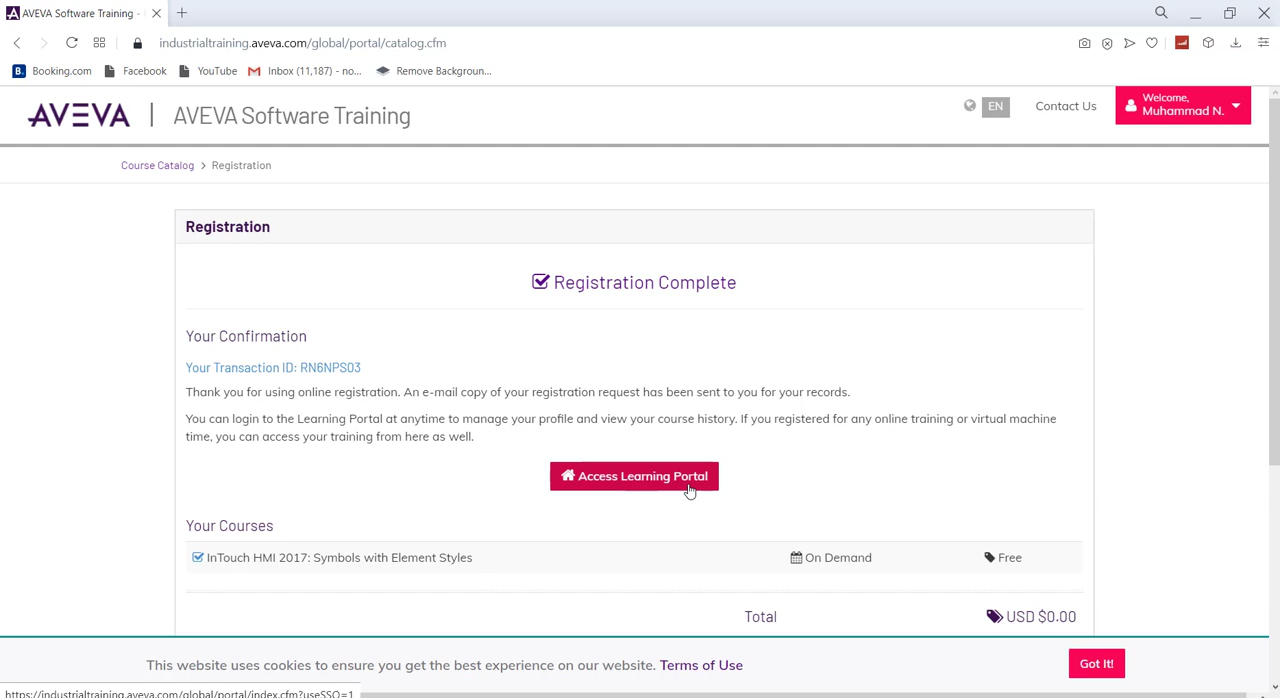 AVEVA Software Training -
industrialtraining.aveva.com/global/portal/catalog.cfm
B. Booking.com Facebook YouTube Inbox (11,187) - no... Remove Backgroun...
AVEVA | AVEVA Software Training
EN Contact Us
Welcome,
Muhammad N.
Course Catalog > Registration
Registration
Registration Complete
Your Confirmation
Your Transaction ID: RN6NPS03
Thank you for using online registration. An e-mail copy of your registration request has been sent to you for your records.
You can login to the Learning Portal at anytime to manage your profile and view your course history. If you registered for any online training or virtual machine
time, you can access your training from here as well.
Access Learning Portal
Your Courses
InTouch HMI 2017: Symbols with Element Styles On Demand Free
Total USD $0.00
This website uses cookies to ensure you get the best experience on our website. Terms of Use Got It!
https://industrialtraining.aveva.com/global/portal/index.cfm?useSSO=1